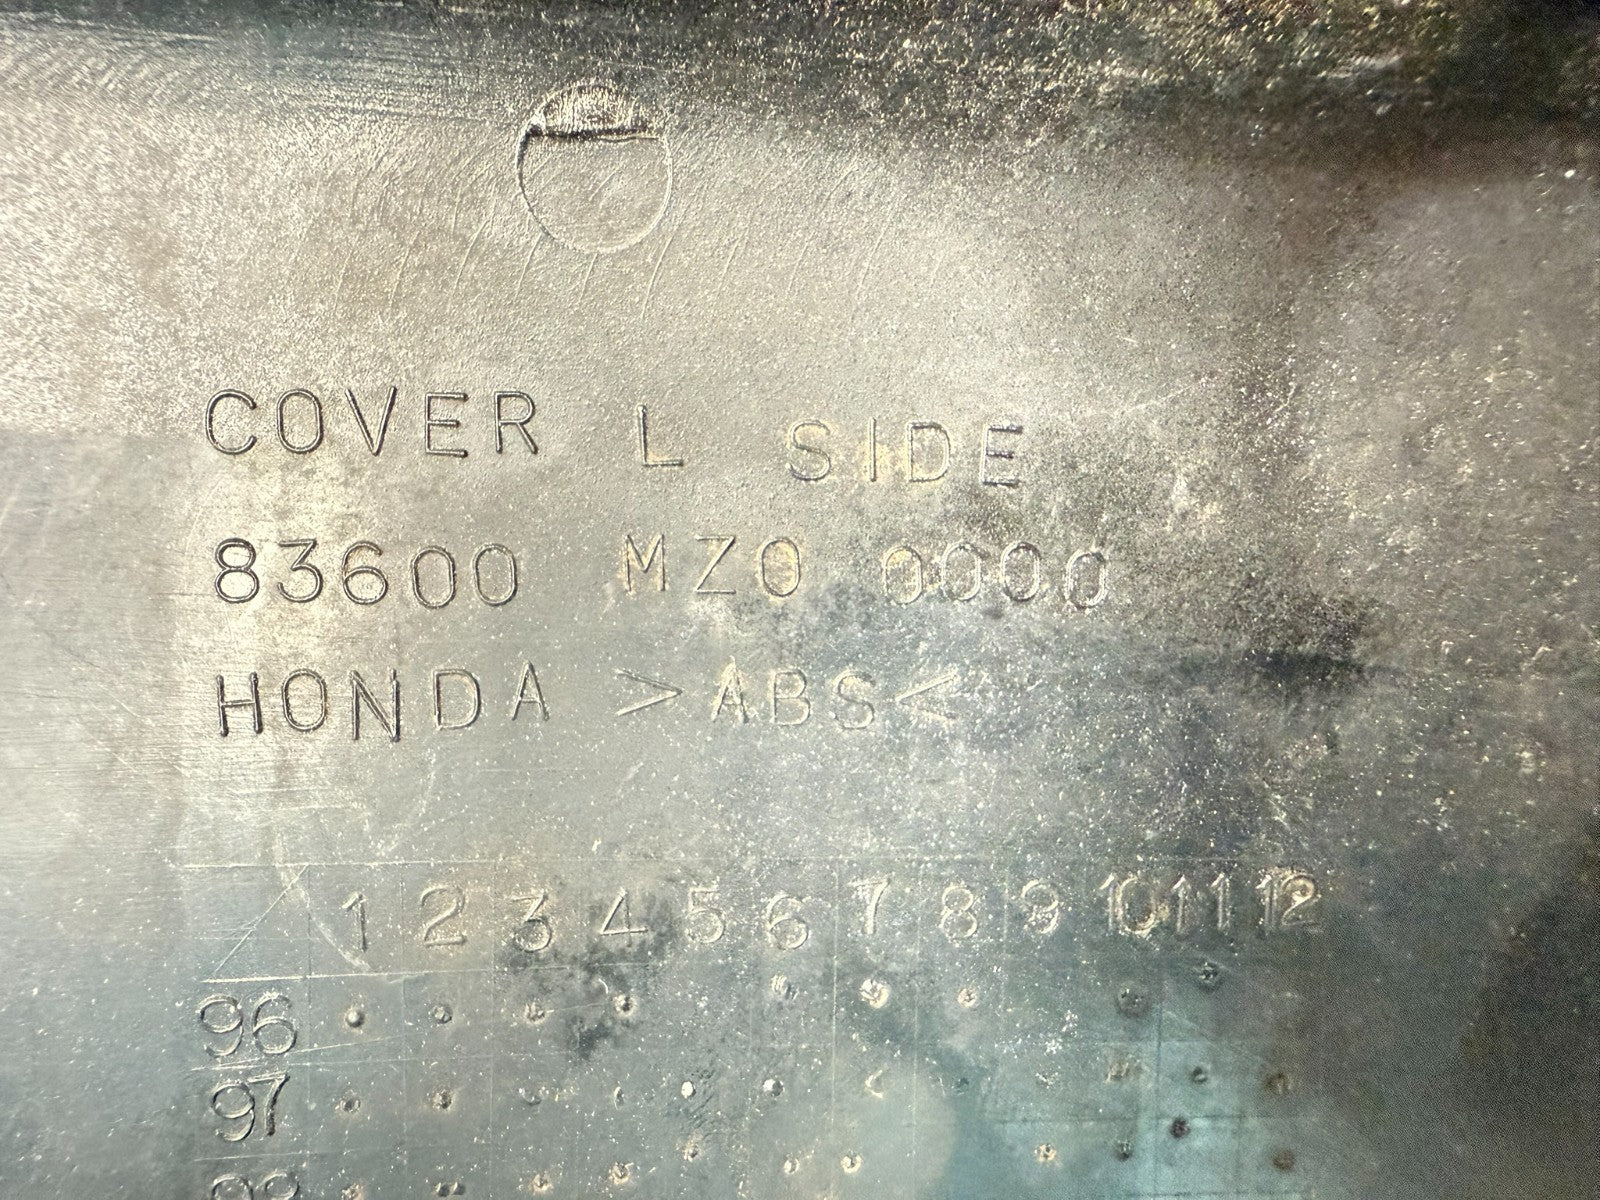 COVER L SIDE
83600 MZ0 0000
HONDA >ABS<
1 2 3 4 5 6 7 8 9 10 11 12
96
97
98